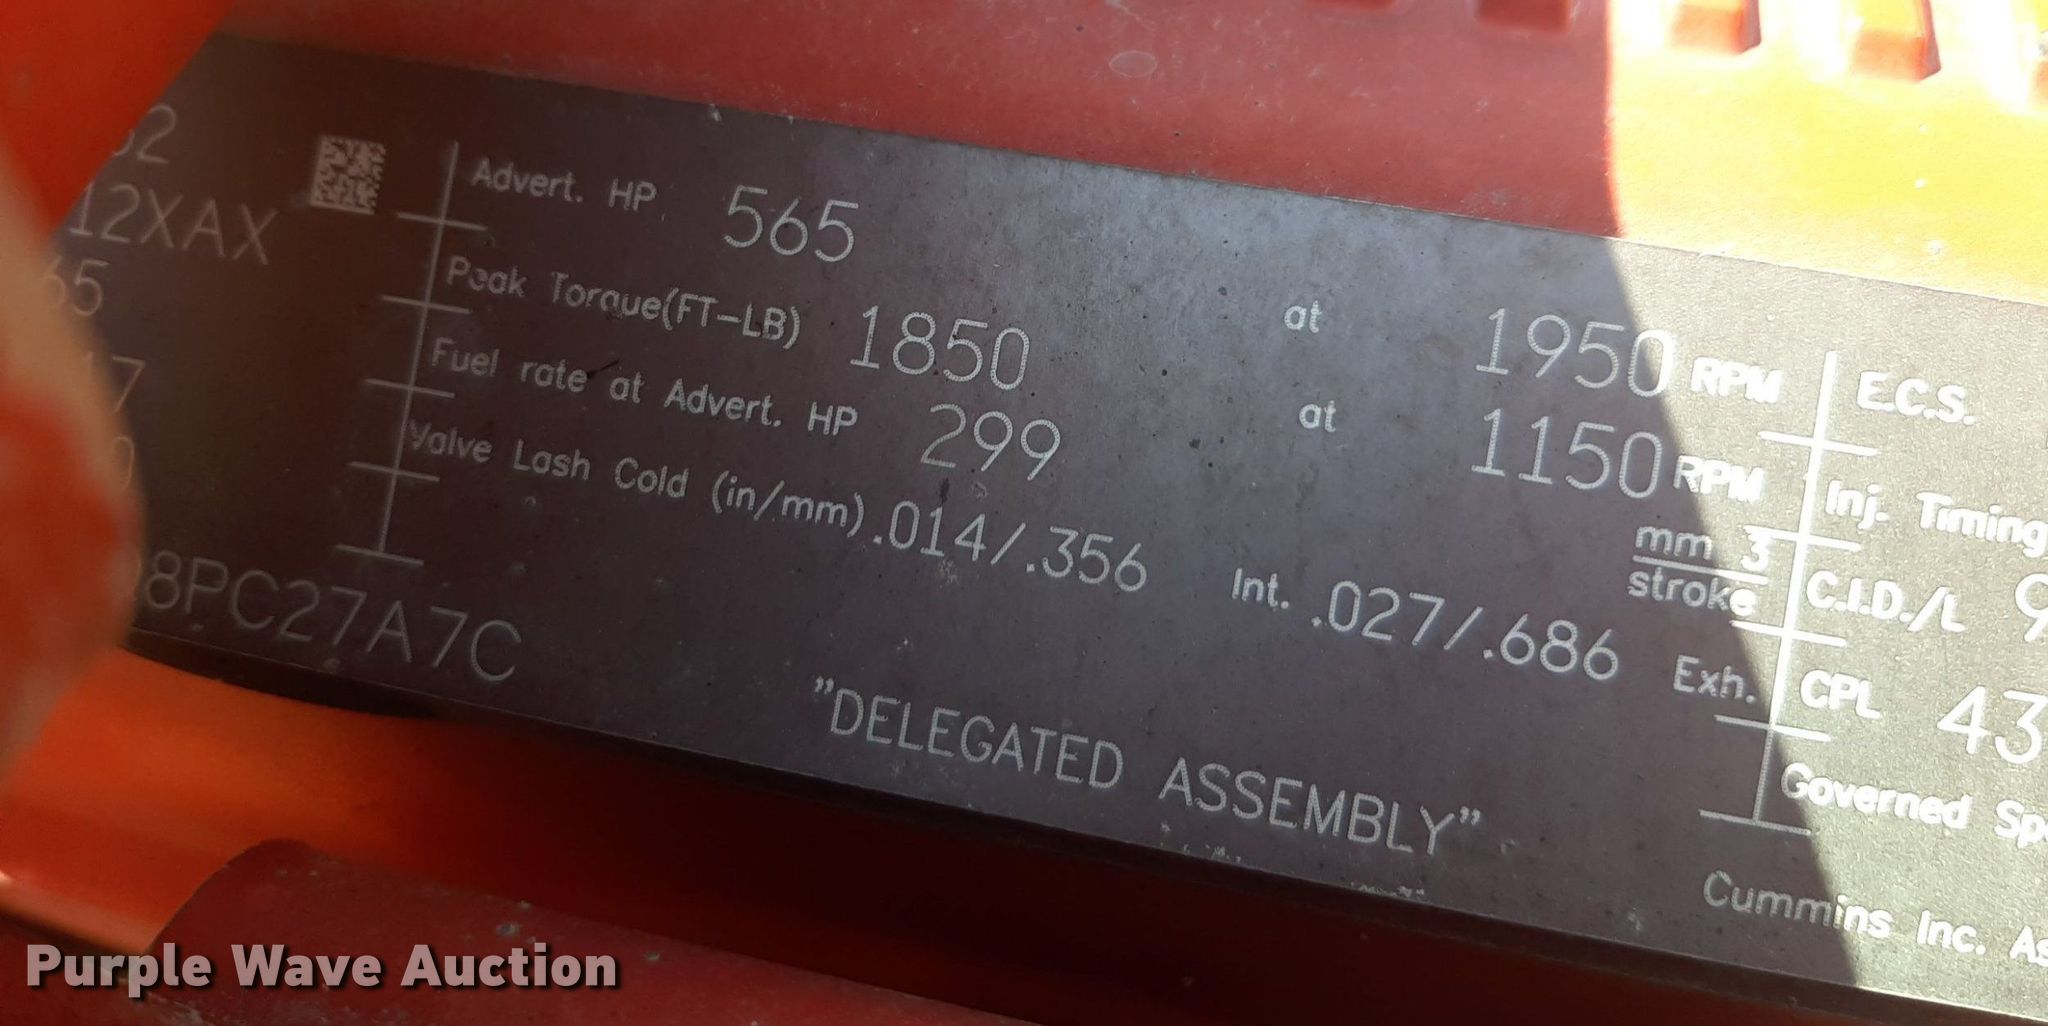 12XAX
8PC27A7C
Advert. HP 565 at 1950 RPM
Peak Torque(FT-LB) 1850 at 1150 RPM
Fuel rate at Advert. HP 299 mm 3
stroke
Valve Lash Cold (in/mm) .014/.356 Int. .027/.686 Exh.
"DELEGATED ASSEMBLY"
E.C.S.
Inj. Timing
C.I.D./L
CPL 43
Governed
Cummins Inc.
Purple Wave Auction